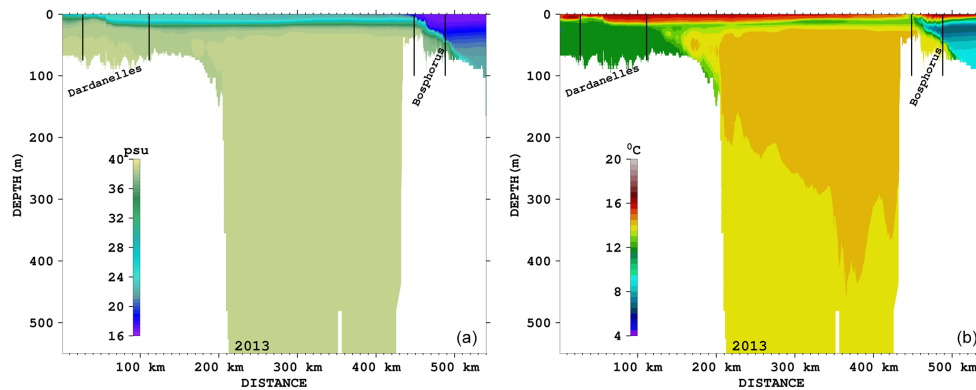 0
100
200
300
400
500
DEPTH(m)
Dardanelles
Bosphorus
psu
40
36
32
28
24
20
16
2013
(a)
100 km
200 km
300 km
400 km
500 km
DISTANCE
0
100
200
300
400
500
DEPTH(m)
Dardanelles
Bosphorus
⁰C
20
16
12
8
4
2013
(b)
100 km
200 km
300 km
400 km
500 km
DISTANCE